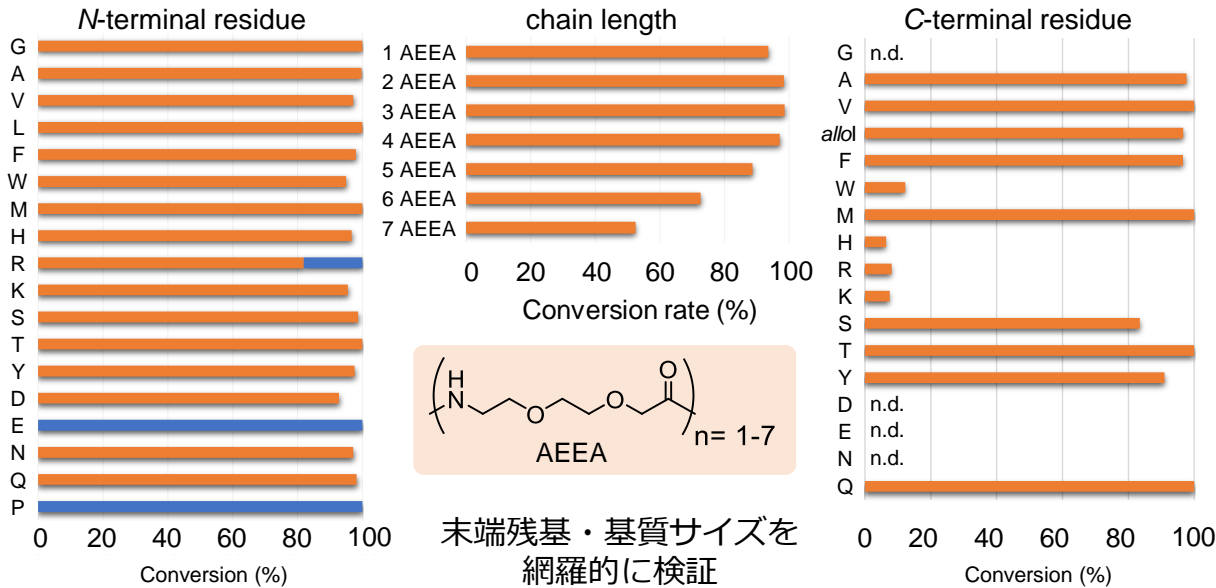 N-terminal residue
G
A
V
L
F
W
M
H
R
K
S
T
Y
D
E
N
Q
P
0 20 40 60 80 100
Conversion (%)
chain length
1 AEEA
2 AEEA
3 AEEA
4 AEEA
5 AEEA
6 AEEA
7 AEEA
0 20 40 60 80 100
Conversion rate (%)
H
N
O
O
O
n= 1-7
AEEA
末端残基・基質サイズを
網羅的に検証
C-terminal residue
G n.d.
A
V
alloI
F
W
M
H
R
K
S
T
Y
D n.d.
E n.d.
N n.d.
Q
0 20 40 60 80 100
Conversion (%)